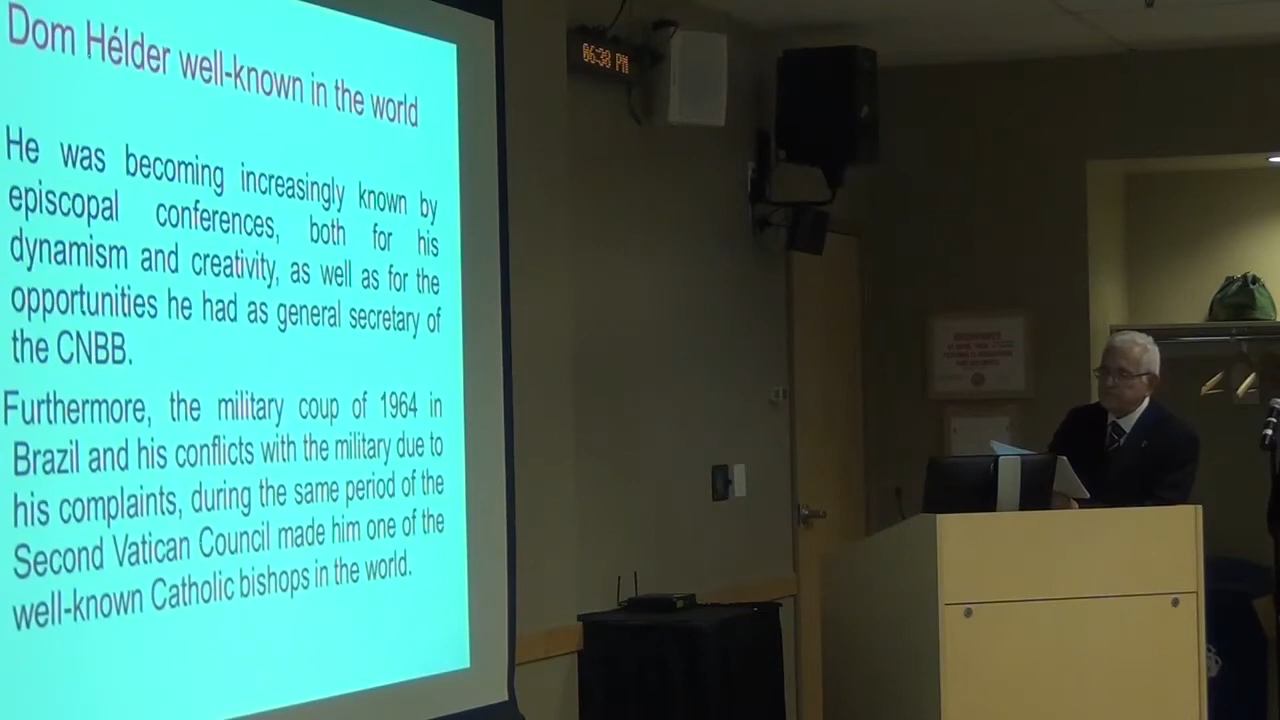 Dom Hélder well-known in the world
He was becoming increasingly known by
episcopal conferences, both for his
dynamism and creativity, as well as for the
opportunities he had as general secretary of
the CNBB.
Furthermore, the military coup of 1964 in
Brazil and his conflicts with the military due to
his complaints, during the same period of the
Second Vatican Council made him one of the
well-known Catholic bishops in the world.
06:38 PM